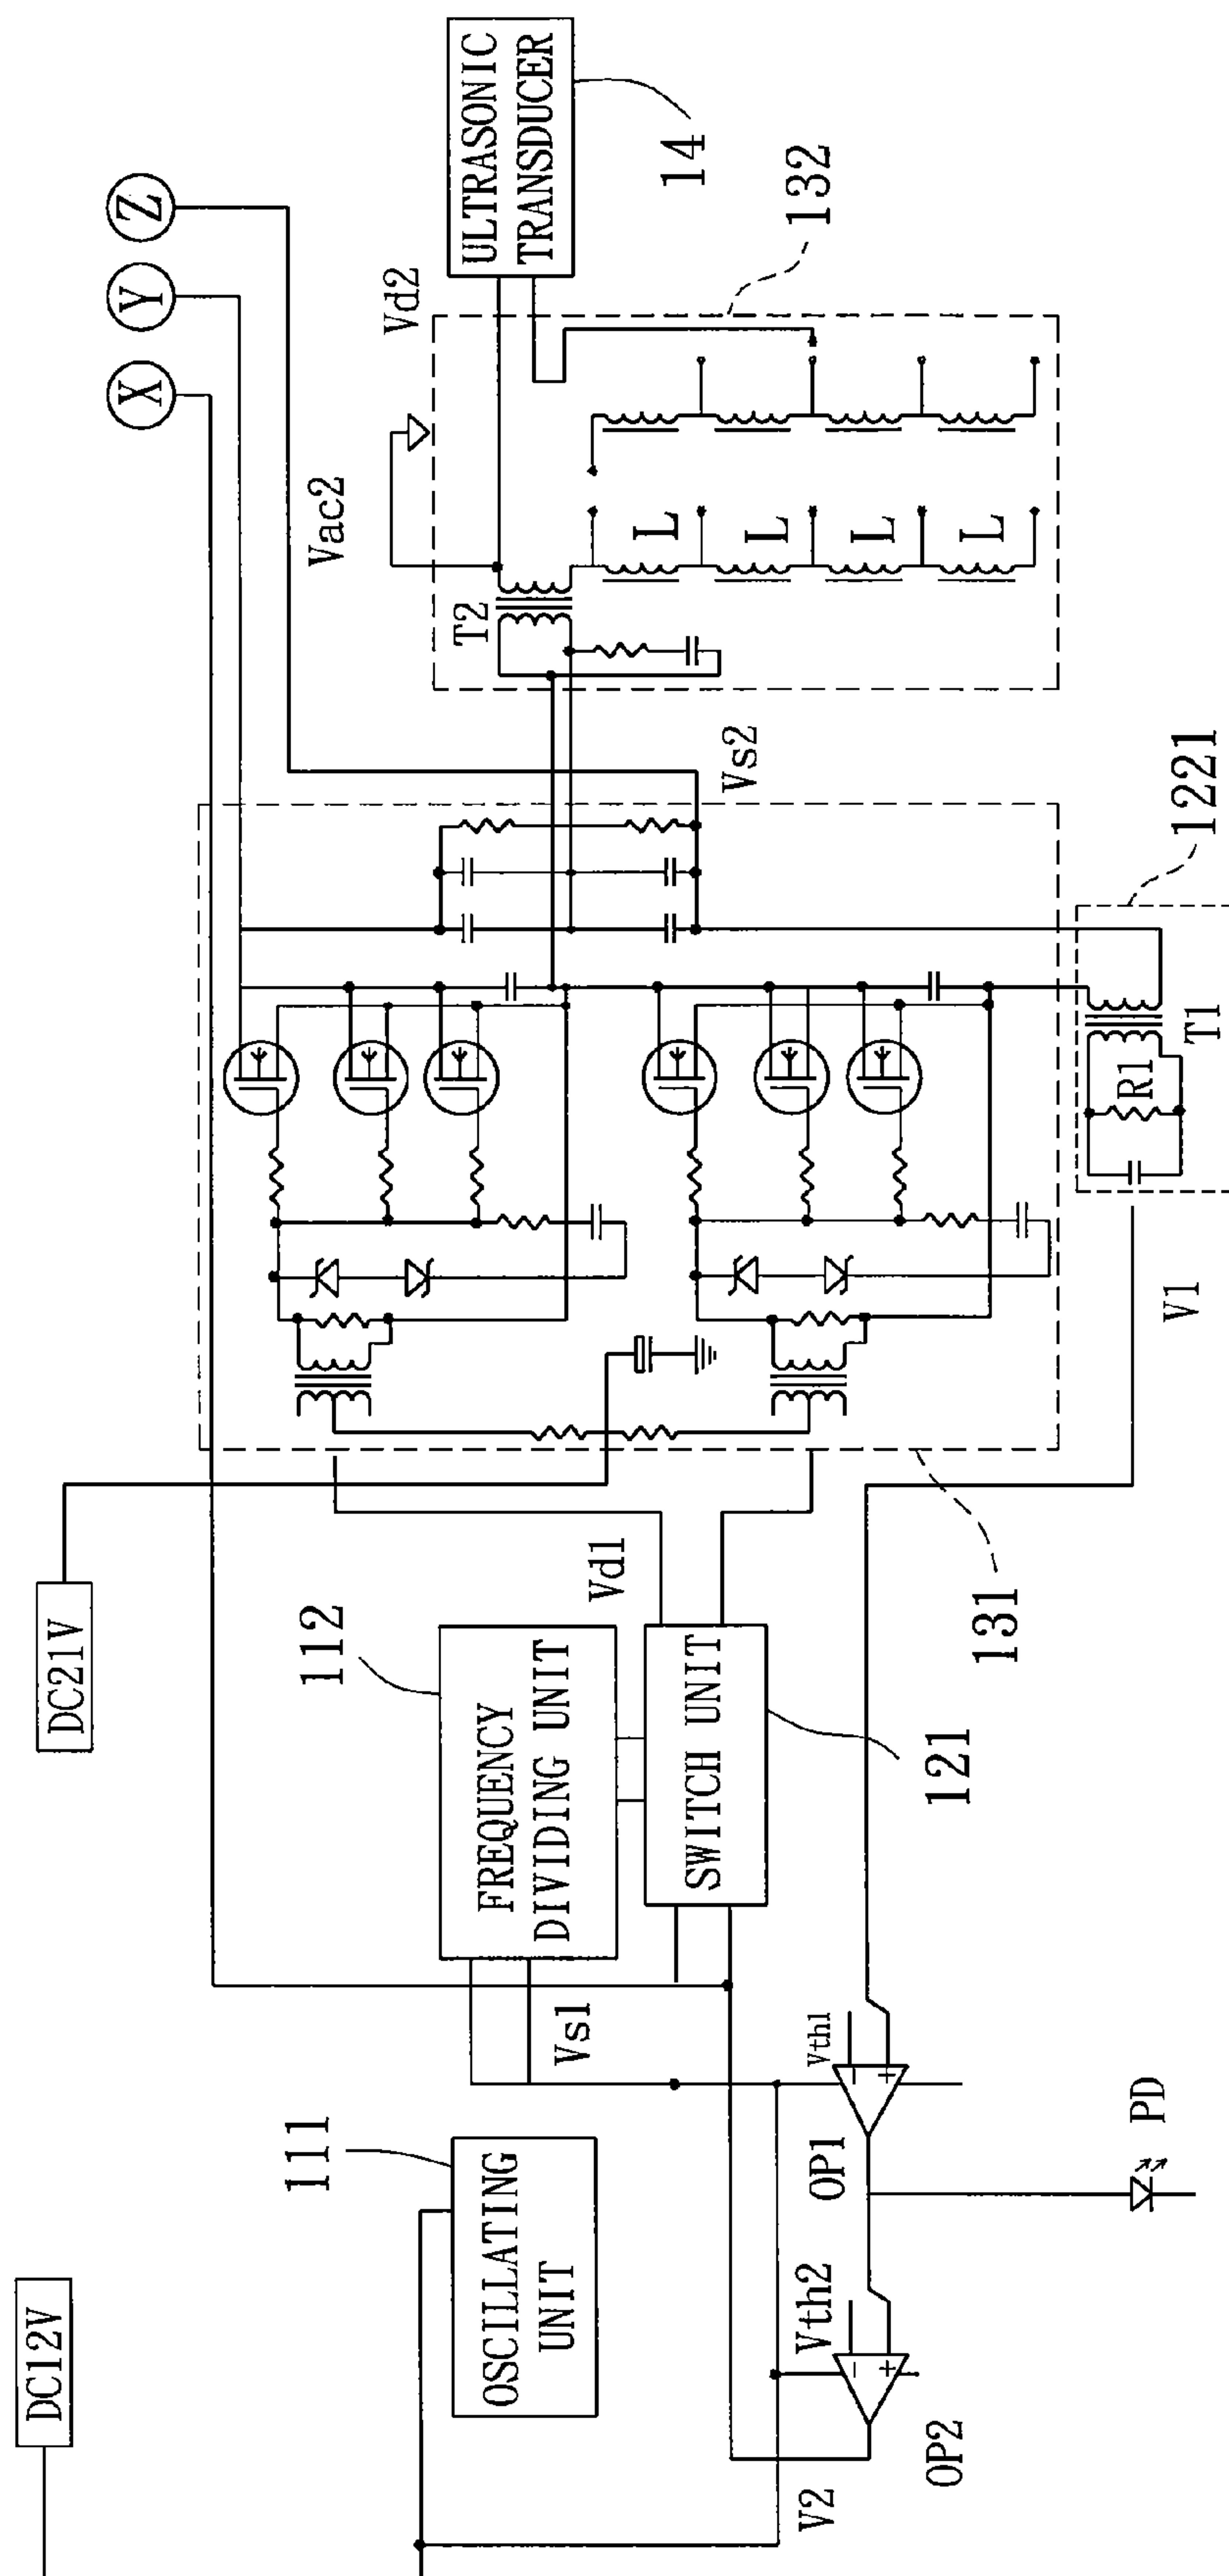 DC12V
DC21V
X
Y
Z
111
OSCILLATING
UNIT
Vs1
112
FREQUENCY
DIVIDING UNIT
Vd1
SWITCH UNIT
121
131
Vac2
Vs2
Vd2
T2
L
L
L
L
132
ULTRASONIC
TRANSDUCER
14
V2
OP2
Vth2
-
+
OP1
Vth1
-
+
PD
V1
R1
T1
1221